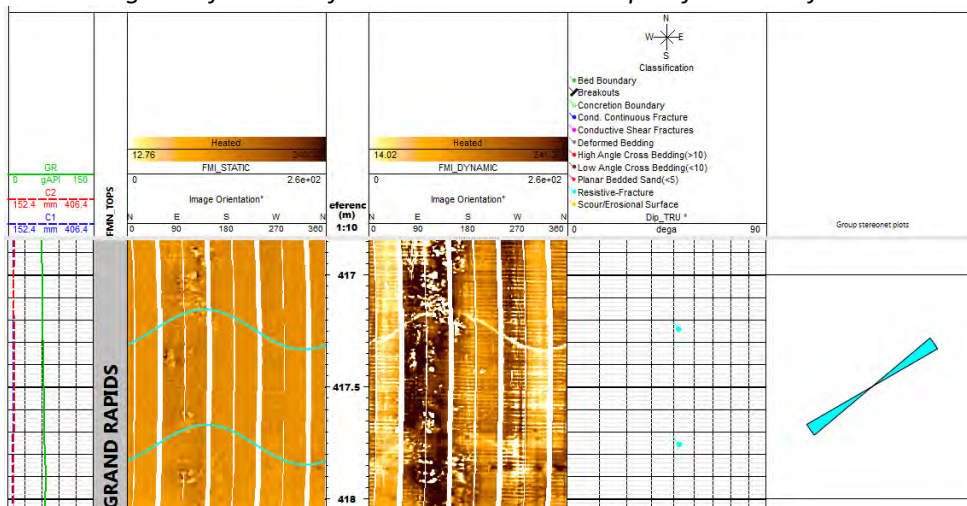 N
W E
S
Classification
Bed Boundary
Breakouts
Concretion Boundary
Cond. Continuous Fracture
Conductive Shear Fractures
Deformed Bedding
High Angle Cross Bedding(>10)
Low Angle Cross Bedding(<10)
Planar Bedded Sand(<5)
Resistive-Fracture
Scour/Erosional Surface
Dip_TRU *
0 dega 90
GR
0 gAPI 150
C2
152.4 mm 406.4
C1
152.4 mm 406.4
FMN_TOPS
Heated
12.76
FMI_STATIC
0 2.6e+02
Image Orientation*
N E S W N
0 90 180 270 360
eferenc
(m)
1:10
Heated
14.02
FMI_DYNAMIC
0 2.6e+02
Image Orientation*
N E S W N
0 90 180 270 360
Group stereonet plots
GRAND RAPIDS
417
417.5
418